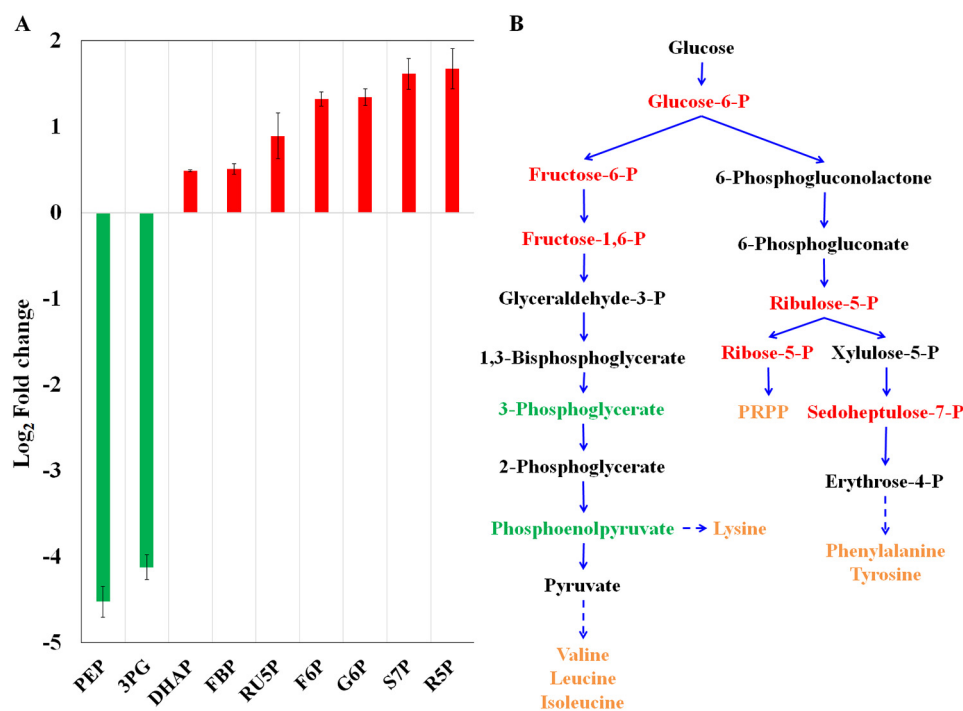 A
B
Log2 Fold change
2
1
0
-1
-2
-3
-4
-5
PEP
3PG
DHAP
FBP
RU5P
F6P
G6P
S7P
R5P
Glucose
Glucose-6-P
Fructose-6-P
6-Phosphogluconolactone
Fructose-1,6-P
6-Phosphogluconate
Glyceraldehyde-3-P
Ribulose-5-P
1,3-Bisphosphoglycerate
Ribose-5-P
Xylulose-5-P
3-Phosphoglycerate
PRPP
Sedoheptulose-7-P
2-Phosphoglycerate
Erythrose-4-P
Phosphoenolpyruvate
Lysine
Phenylalanine
Tyrosine
Pyruvate
Valine
Leucine
Isoleucine